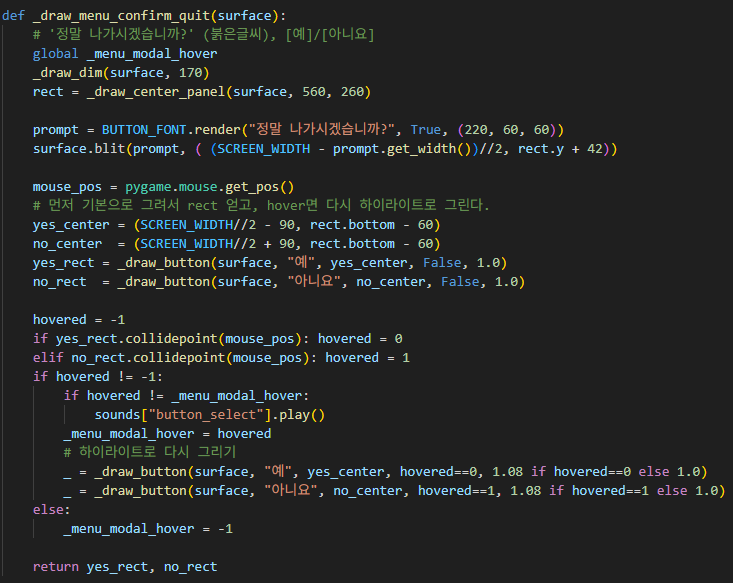 def _draw_menu_confirm_quit(surface):
    # '정말 나가시겠습니까?' (붉은글씨), [예]/[아니요]
    global _menu_modal_hover
    _draw_dim(surface, 170)
    rect = _draw_center_panel(surface, 560, 260)
    prompt = BUTTON_FONT.render("정말 나가시겠습니까?", True, (220, 60, 60))
    surface.blit(prompt, ( (SCREEN_WIDTH - prompt.get_width())//2, rect.y + 42))
    mouse_pos = pygame.mouse.get_pos()
    # 먼저 기본으로 그려서 rect 얻고, hover면 다시 하이라이트로 그린다.
    yes_center = (SCREEN_WIDTH//2 - 90, rect.bottom - 60)
    no_center  = (SCREEN_WIDTH//2 + 90, rect.bottom - 60)
    yes_rect = _draw_button(surface, "예", yes_center, False, 1.0)
    no_rect  = _draw_button(surface, "아니요", no_center, False, 1.0)
    hovered = -1
    if yes_rect.collidepoint(mouse_pos): hovered = 0
    elif no_rect.collidepoint(mouse_pos): hovered = 1
    if hovered != -1:
        if hovered != _menu_modal_hover:
            sounds["button_select"].play()
        _menu_modal_hover = hovered
        # 하이라이트로 다시 그리기
        _ = _draw_button(surface, "예", yes_center, hovered==0, 1.08 if hovered==0 else 1.0)
        _ = _draw_button(surface, "아니요", no_center, hovered==1, 1.08 if hovered==1 else 1.0)
    else:
        _menu_modal_hover = -1
    return yes_rect, no_rect